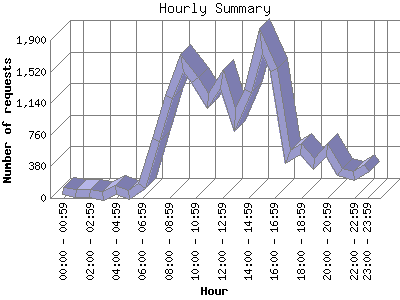 Hourly Summary
Number of requests
1,900
1,520
1,140
760
380
0
00:00 - 00:59
02:00 - 02:59
04:00 - 04:59
06:00 - 06:59
08:00 - 08:59
10:00 - 10:59
12:00 - 12:59
14:00 - 14:59
16:00 - 16:59
18:00 - 18:59
20:00 - 20:59
22:00 - 22:59
23:00 - 23:59
Hour